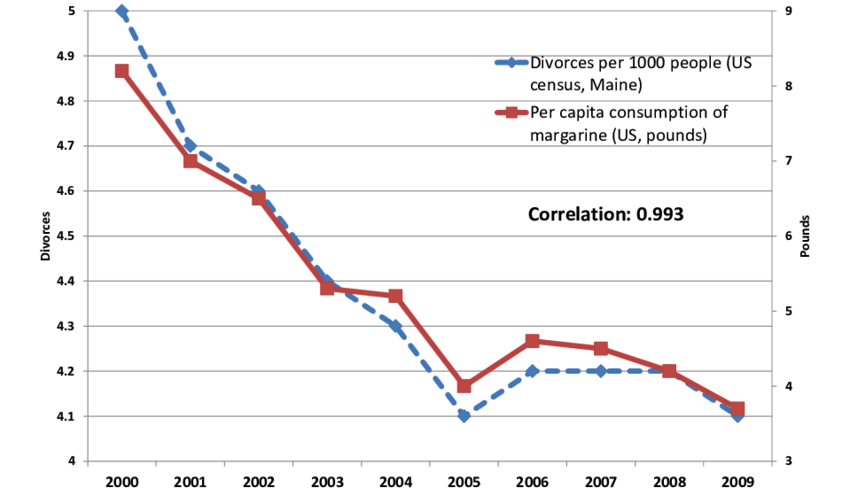 5
4.9
4.8
4.7
4.6
4.5
4.4
4.3
4.2
4.1
4
Divorces
9
8
7
6
5
4
3
Pounds
Divorces per 1000 people (US
census, Maine)
Per capita consumption of
margarine (US, pounds)
Correlation: 0.993
2000 2001 2002 2003 2004 2005 2006 2007 2008 2009